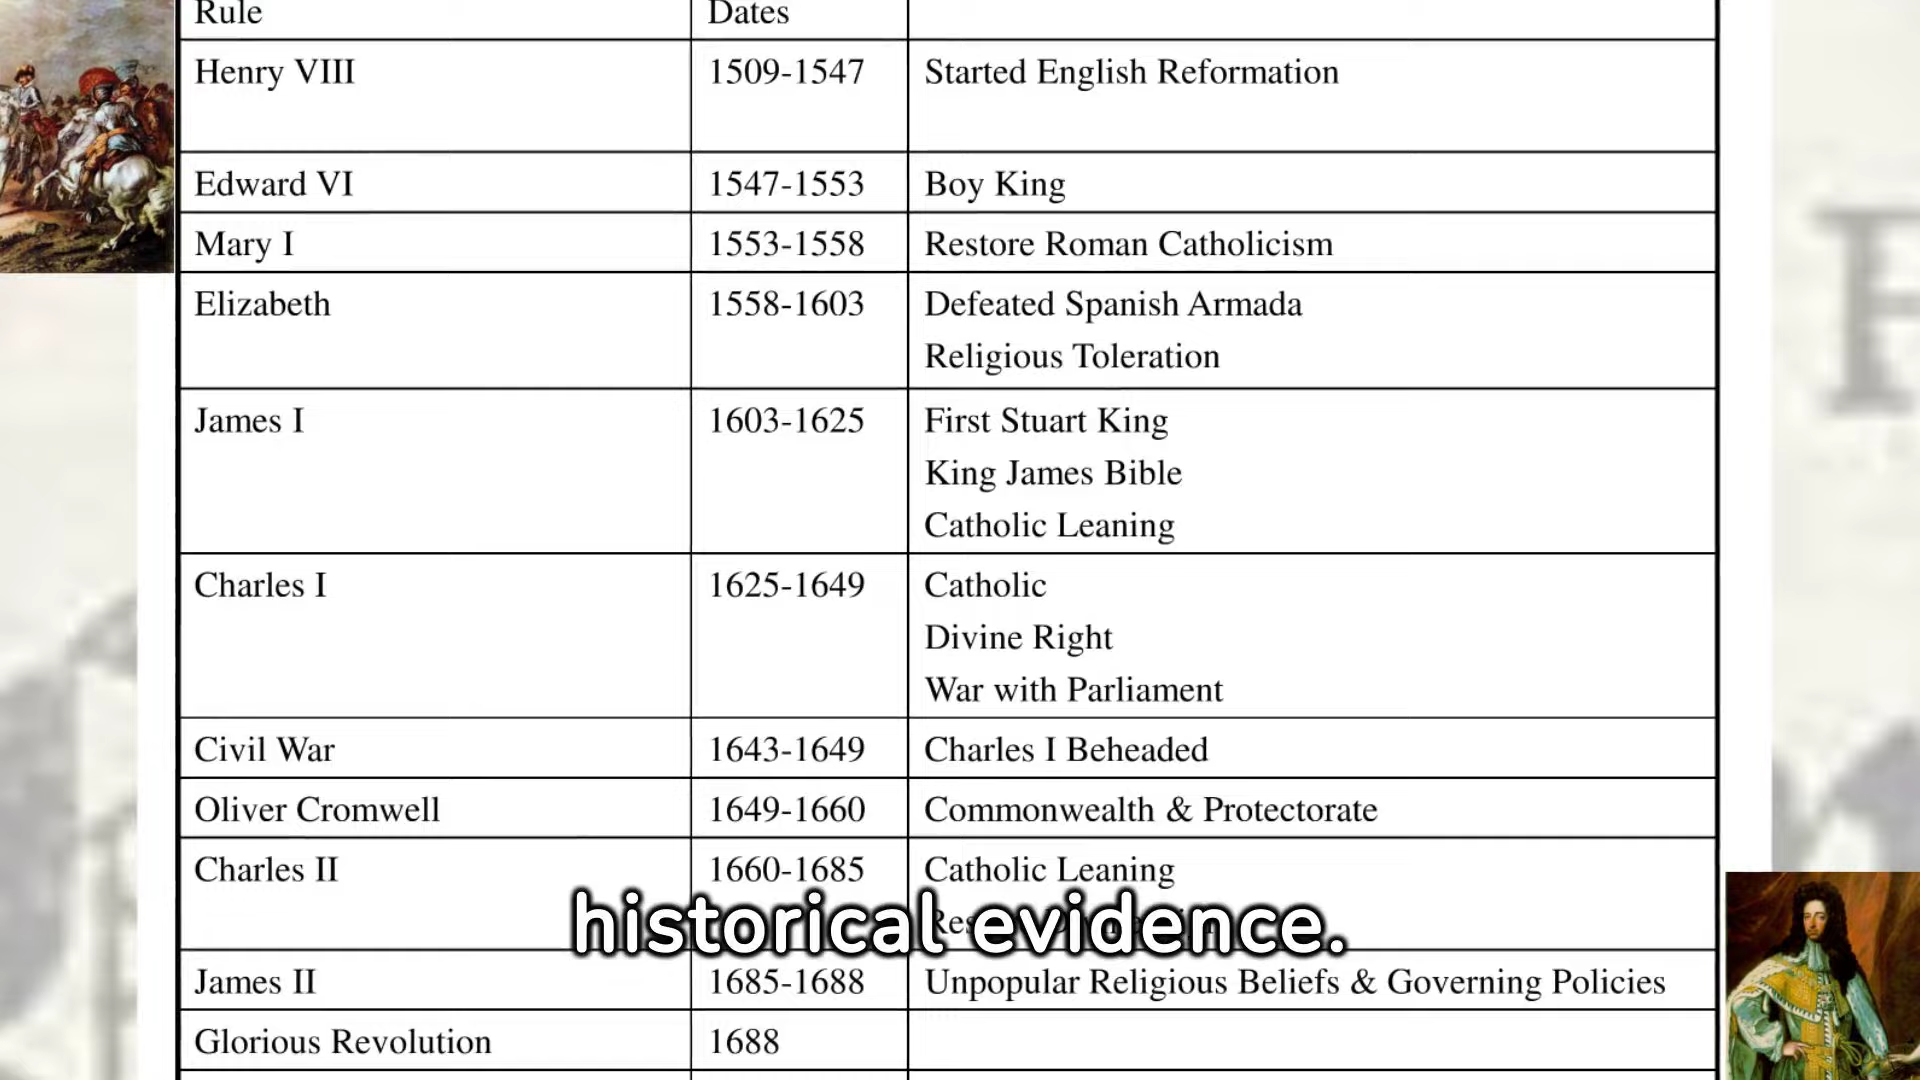 Rule Dates
Henry VIII 1509-1547 Started English Reformation
Edward VI 1547-1553 Boy King
Mary I 1553-1558 Restore Roman Catholicism
Elizabeth 1558-1603 Defeated Spanish Armada
Religious Toleration
James I 1603-1625 First Stuart King
King James Bible
Catholic Leaning
Charles I 1625-1649 Catholic
Divine Right
War with Parliament
Civil War 1643-1649 Charles I Beheaded
Oliver Cromwell 1649-1660 Commonwealth & Protectorate
Charles II 1660-1685 Catholic Leaning
historical evidence.
James II 1685-1688 Unpopular Religious Beliefs & Governing Policies
Glorious Revolution 1688